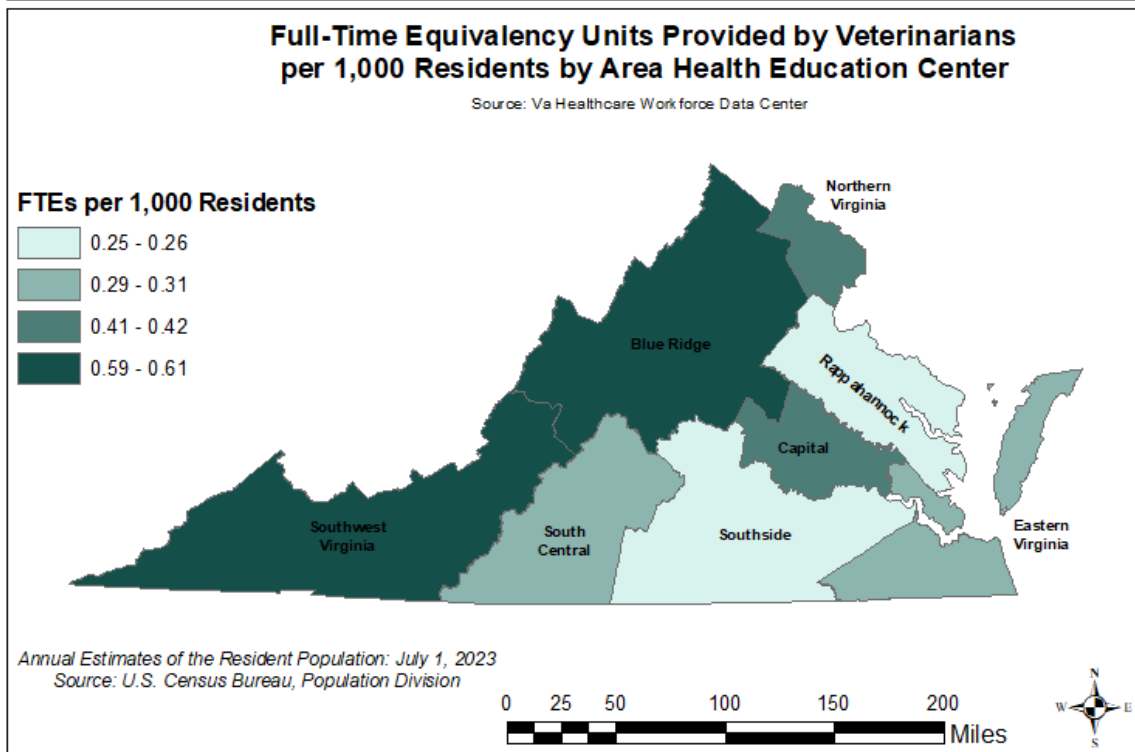 Full-Time Equivalency Units Provided by Veterinarians
per 1,000 Residents by Area Health Education Center
Source: Va Healthcare Workforce Data Center
FTEs per 1,000 Residents
0.25 - 0.26
0.29 - 0.31
0.41 - 0.42
0.59 - 0.61
Northern
Virginia
Blue Ridge
Rappahannock
Capital
Southwest
Virginia
South
Central
Southside
Eastern
Virginia
Annual Estimates of the Resident Population: July 1, 2023
Source: U.S. Census Bureau, Population Division
0 25 50 100 150 200
Miles
N
W E
S